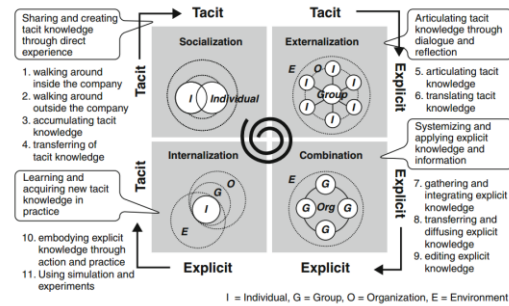 Tacit
Tacit
Sharing and creating
tacit knowledge
through direct
experience
1. walking around
inside the company
2. walking around
outside the company
3. accumulating tacit
knowledge
4. transferring of
tacit knowledge
Tacit
Socialization
I
Individual
Externalization
E
O
I
I
I
Group
I
I
I
Explicit
Articulating tacit
knowledge through
dialogue and
reflection
5. articulating tacit
knowledge
6. translating tacit
knowledge
Learning and
acquiring new tacit
knowledge in
practice
10. embodying explicit
knowledge through
action and practice
11. Using simulation and
experiments
Tacit
Internalization
O
G
I
E
Combination
E
G
G
Org
G
G
Explicit
Systemizing and
applying explicit
knowledge and
information
7. gathering and
integrating explicit
knowledge
8. transferring and
diffusing explicit
knowledge
9. editing explicit
knowledge
Explicit
Explicit
I = Individual, G = Group, O = Organization, E = Environment